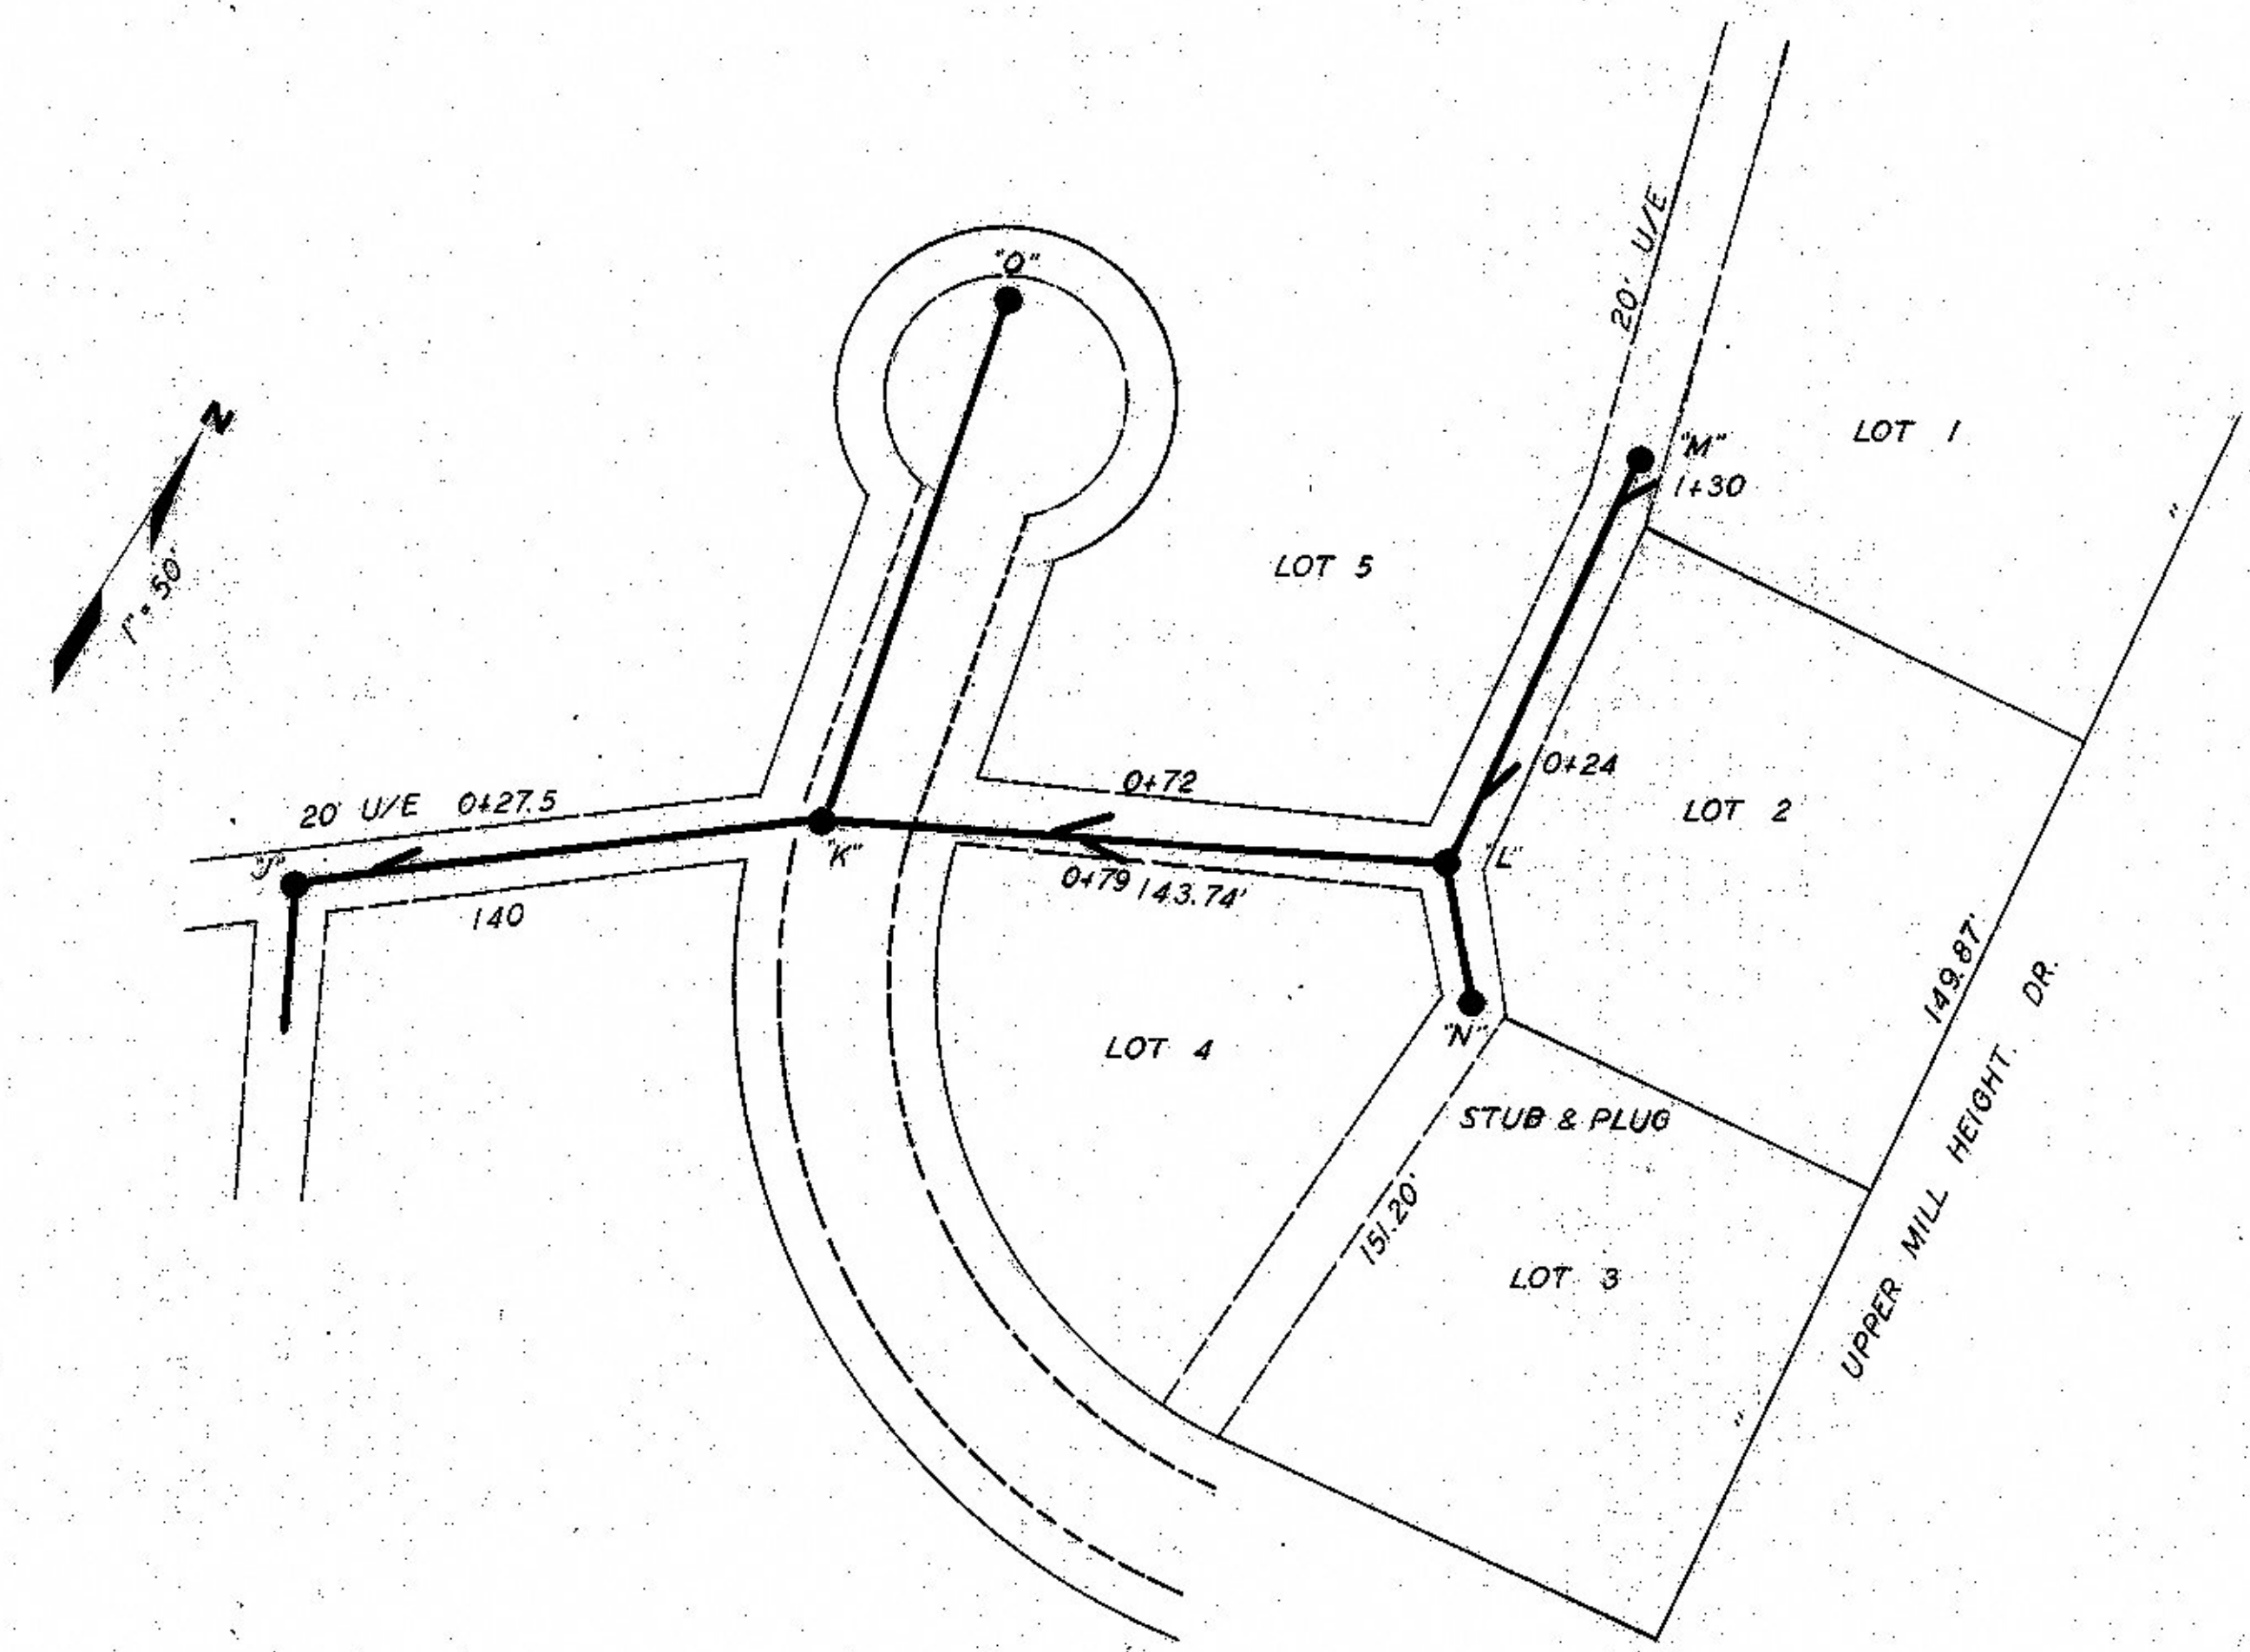 20' U/E
"O"
N
"M"
LOT 1
1+30
"
1" = 50'
LOT 5
0+24
0+72
20' U/E 0+27.5
LOT 2
"J"
"K"
"L"
0+79
143.74'
140
149.87'
"N"
LOT 4
UPPER MILL HEIGHT DR.
STUB & PLUG
151.20'
LOT 3
"